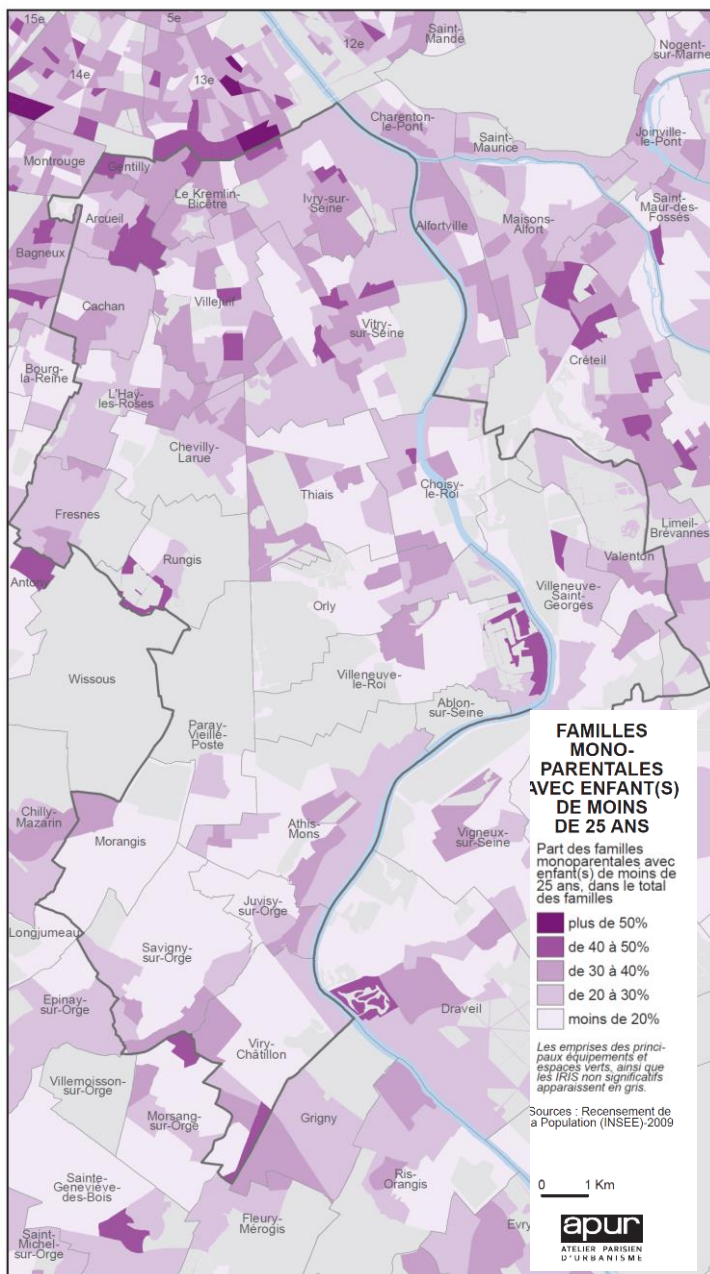 15e
5e
12e
Saint-
Mandé
Nogent-
sur-Marne
14e
13e
Charenton-
le-Pont
Saint-
Maurice
Joinville-
le-Pont
Montrouge
Gentilly
Le Kremlin-
Bicêtre
Ivry-sur-
Seine
Saint-
Maur-des-
Fossés
Arcueil
Alfortville
Maisons-
Alfort
Bagneux
Cachan
Villejuif
Vitry-
sur-Seine
Bourg-
la-Reine
Créteil
L'Hay-
les-Roses
Chevilly-
Larue
Thiais
Choisy-
le-Roi
Fresnes
Limeil-
Brévannes
Rungis
Valenton
Antony
Villeneuve-
Saint-
Georges
Orly
Wissous
Villeneuve-
le-Roi
Ablon-
sur-Seine
Paray-
Vieille-
Poste
Chilly-
Mazarin
Morangis
Athis-
Mons
Vigneux-
sur-Seine
Juvisy-
sur-Orge
Longjumeau
Savigny-
sur-Orge
Epinay-
sur-Orge
Draveil
Viry-
Châtillon
Villemoisson-
sur-Orge
Morsang-
sur-Orge
Grigny
Sainte-
Geneviève-
des-Bois
Ris-
Orangis
Fleury-
Mérogis
Evry
Saint-
Michel-
sur-Orge
FAMILLES
MONO-
PARENTALES
AVEC ENFANT(S)
DE MOINS
DE 25 ANS
Part des familles
monoparentales avec
enfant(s) de moins de
25 ans, dans le total
des familles
plus de 50%
de 40 à 50%
de 30 à 40%
de 20 à 30%
moins de 20%
Les emprises des princi-
paux équipements et
espaces verts, ainsi que
les IRIS non significatifs
apparaissent en gris.
Sources : Recensement de
a Population (INSEE)-2009
0 1 Km
apur
ATELIER PARISIEN
D'URBANISME